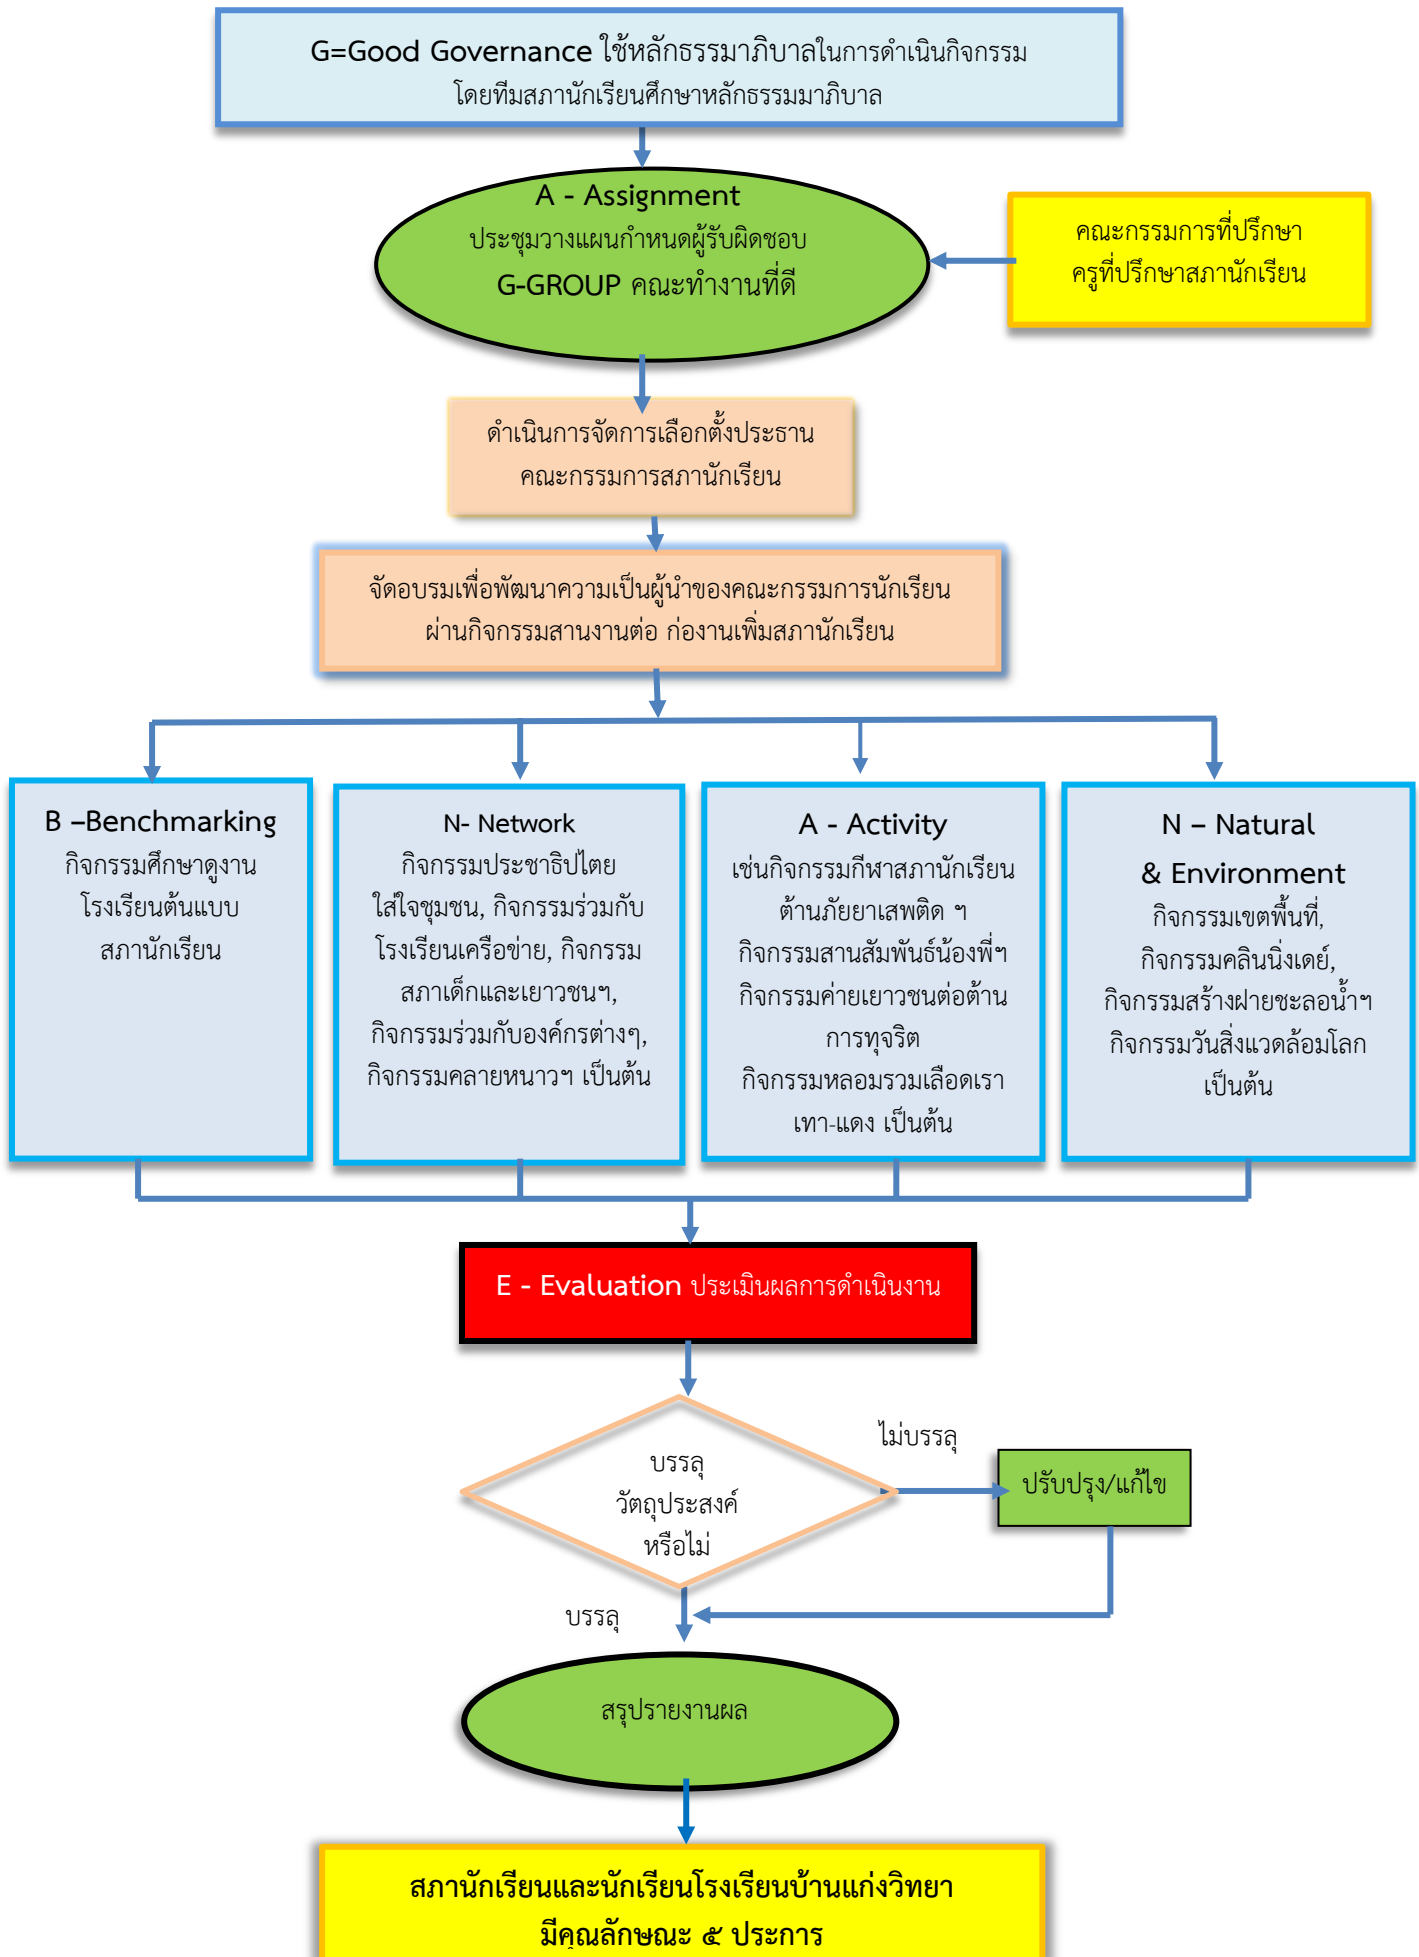 G=Good Governance ใช้หลักธรรมาภิบาลในการดำเนินกิจกรรม
โดยทีมสภานักเรียนศึกษาหลักธรรมมาภิบาล
A - Assignment
ประชุมวางแผนกำหนดผู้รับผิดชอบ
G-GROUP คณะทำงานที่ดี
คณะกรรมการที่ปรึกษา
ครูที่ปรึกษาสภานักเรียน
ดำเนินการจัดการเลือกตั้งประธาน
คณะกรรมการสภานักเรียน
จัดอบรมเพื่อพัฒนาความเป็นผู้นำของคณะกรรมการนักเรียน
ผ่านกิจกรรมสานงานต่อ ก่องานเพิ่มสภานักเรียน
B –Benchmarking
กิจกรรมศึกษาดูงาน
โรงเรียนต้นแบบ
สภานักเรียน
N- Network
กิจกรรมประชาธิปไตย
ใส่ใจชุมชน, กิจกรรมร่วมกับ
โรงเรียนเครือข่าย, กิจกรรม
สภาเด็กและเยาวชนฯ,
กิจกรรมร่วมกับองค์กรต่างๆ,
กิจกรรมคลายหนาวฯ เป็นต้น
A - Activity
เช่นกิจกรรมกีฬาสภานักเรียน
ต้านภัยยาเสพติด ฯ
กิจกรรมสานสัมพันธ์น้องพี่ฯ
กิจกรรมค่ายเยาวชนต่อต้าน
การทุจริต
กิจกรรมหลอมรวมเลือดเรา
เทา-แดง เป็นต้น
N – Natural
& Environment
กิจกรรมเขตพื้นที่,
กิจกรรมคลินนิ่งเดย์,
กิจกรรมสร้างฝายชะลอน้ำฯ
กิจกรรมวันสิ่งแวดล้อมโลก
เป็นต้น
E - Evaluation ประเมินผลการดำเนินงาน
บรรลุ
วัตถุประสงค์
หรือไม่
ไม่บรรลุ
ปรับปรุง/แก้ไข
บรรลุ
สรุปรายงานผล
สภานักเรียนและนักเรียนโรงเรียนบ้านแก่งวิทยา
มีคุณลักษณะ ๕ ประการ